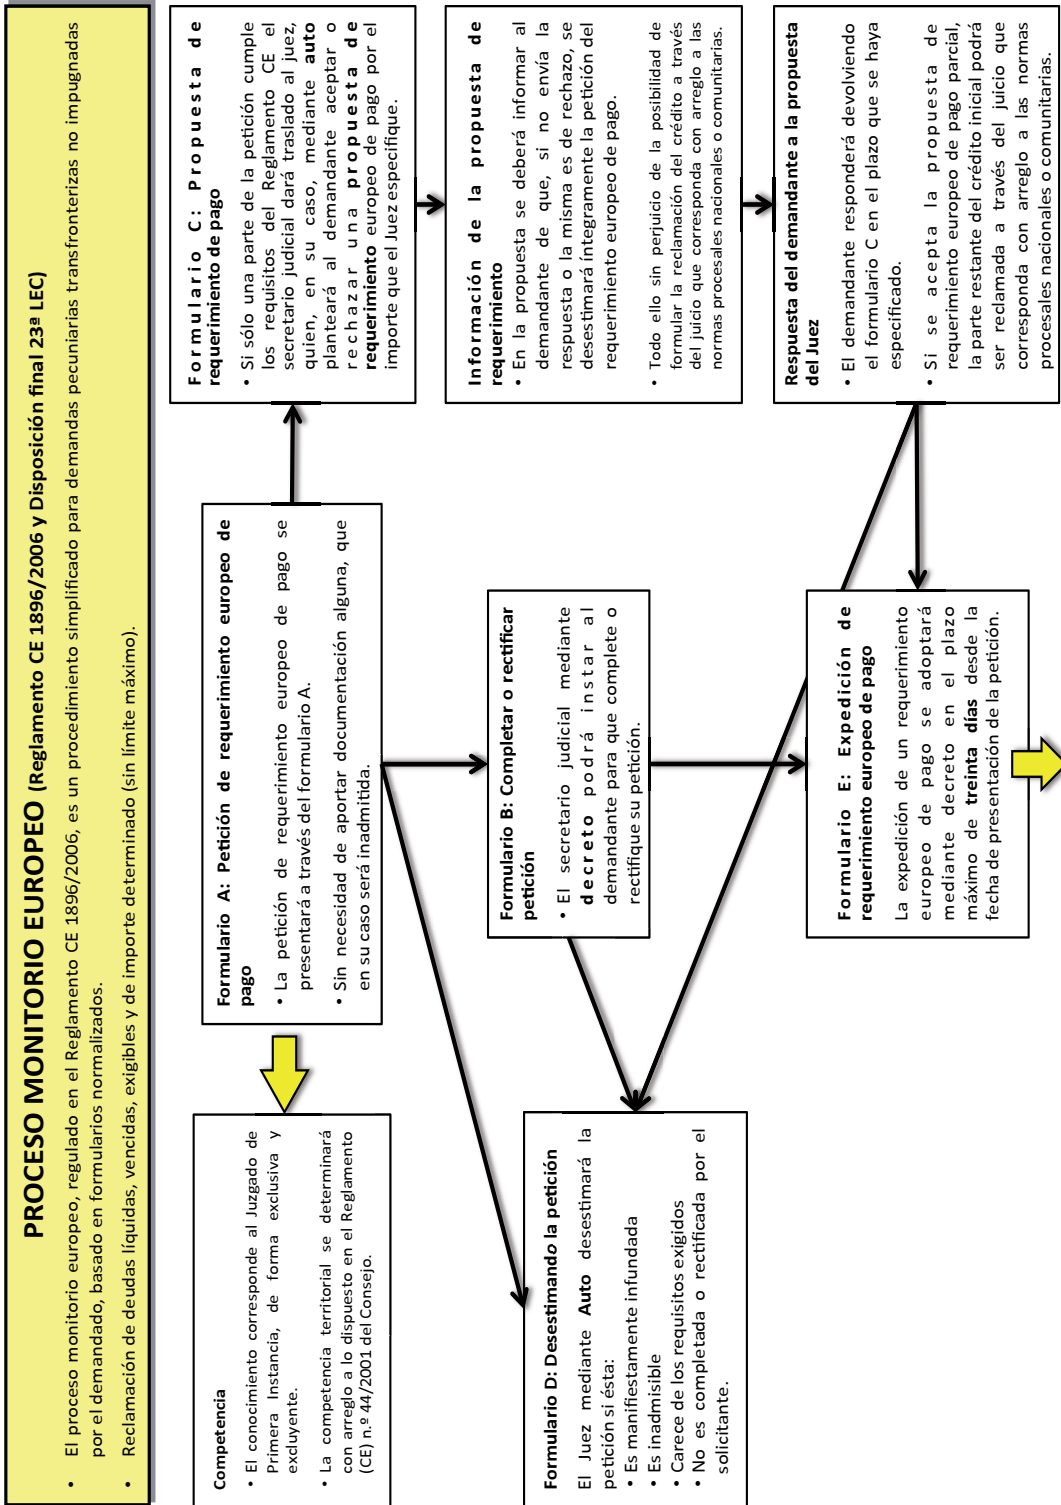 PROCESO MONITORIO EUROPEO (Reglamento CE 1896/2006 y Disposición final 23ª LEC)
• El proceso monitorio europeo, regulado en el Reglamento CE 1896/2006, es un procedimiento simplificado para demandas pecuniarias transfronterizas no impugnadas
por el demandado, basado en formularios normalizados.
• Reclamación de deudas líquidas, vencidas, exigibles y de importe determinado (sin límite máximo).
Competencia
• El conocimiento corresponde al Juzgado de
Primera Instancia, de forma exclusiva y
excluyente.
• La competencia territorial se determinará
con arreglo a lo dispuesto en el Reglamento
(CE) n.º 44/2001 del Consejo.
Formulario A: Petición de requerimiento europeo de
pago
• La petición de requerimiento europeo de pago se
presentará a través del formulario A.
• Sin necesidad de aportar documentación alguna, que
en su caso será inadmitida.
Formulario C: Propuesta de
requerimiento de pago
• Si sólo una parte de la petición cumple
los requisitos del Reglamento CE el
secretario judicial dará traslado al juez,
quien, en su caso, mediante auto
planteará al demandante aceptar o
rechazar una propuesta de
requerimiento europeo de pago por el
importe que el Juez especifique.
Información de la propuesta de
requerimiento
• En la propuesta se deberá informar al
demandante de que, si no envía la
respuesta o la misma es de rechazo, se
desestimará íntegramente la petición del
requerimiento europeo de pago.
• Todo ello sin perjuicio de la posibilidad de
formular la reclamación del crédito a través
del juicio que corresponda con arreglo a las
normas procesales nacionales o comunitarias.
Respuesta del demandante a la propuesta
del Juez
• El demandante responderá devolviendo
el formulario C en el plazo que se haya
especificado.
• Si se acepta la propuesta de
requerimiento europeo de pago parcial,
la parte restante del crédito inicial podrá
ser reclamada a través del juicio que
corresponda con arreglo a las normas
procesales nacionales o comunitarias.
Formulario B: Completar o rectificar
petición
• El secretario judicial mediante
decreto podrá instar al
demandante para que complete o
rectifique su petición.
Formulario D: Desestimando la petición
El Juez mediante Auto desestimará la
petición si ésta:
• Es manifiestamente infundada
• Es inadmisible
• Carece de los requisitos exigidos
• No es completada o rectificada por el
solicitante.
Formulario E: Expedición de
requerimiento europeo de pago
La expedición de un requerimiento
europeo de pago se adoptará
mediante decreto en el plazo
máximo de treinta días desde la
fecha de presentación de la petición.